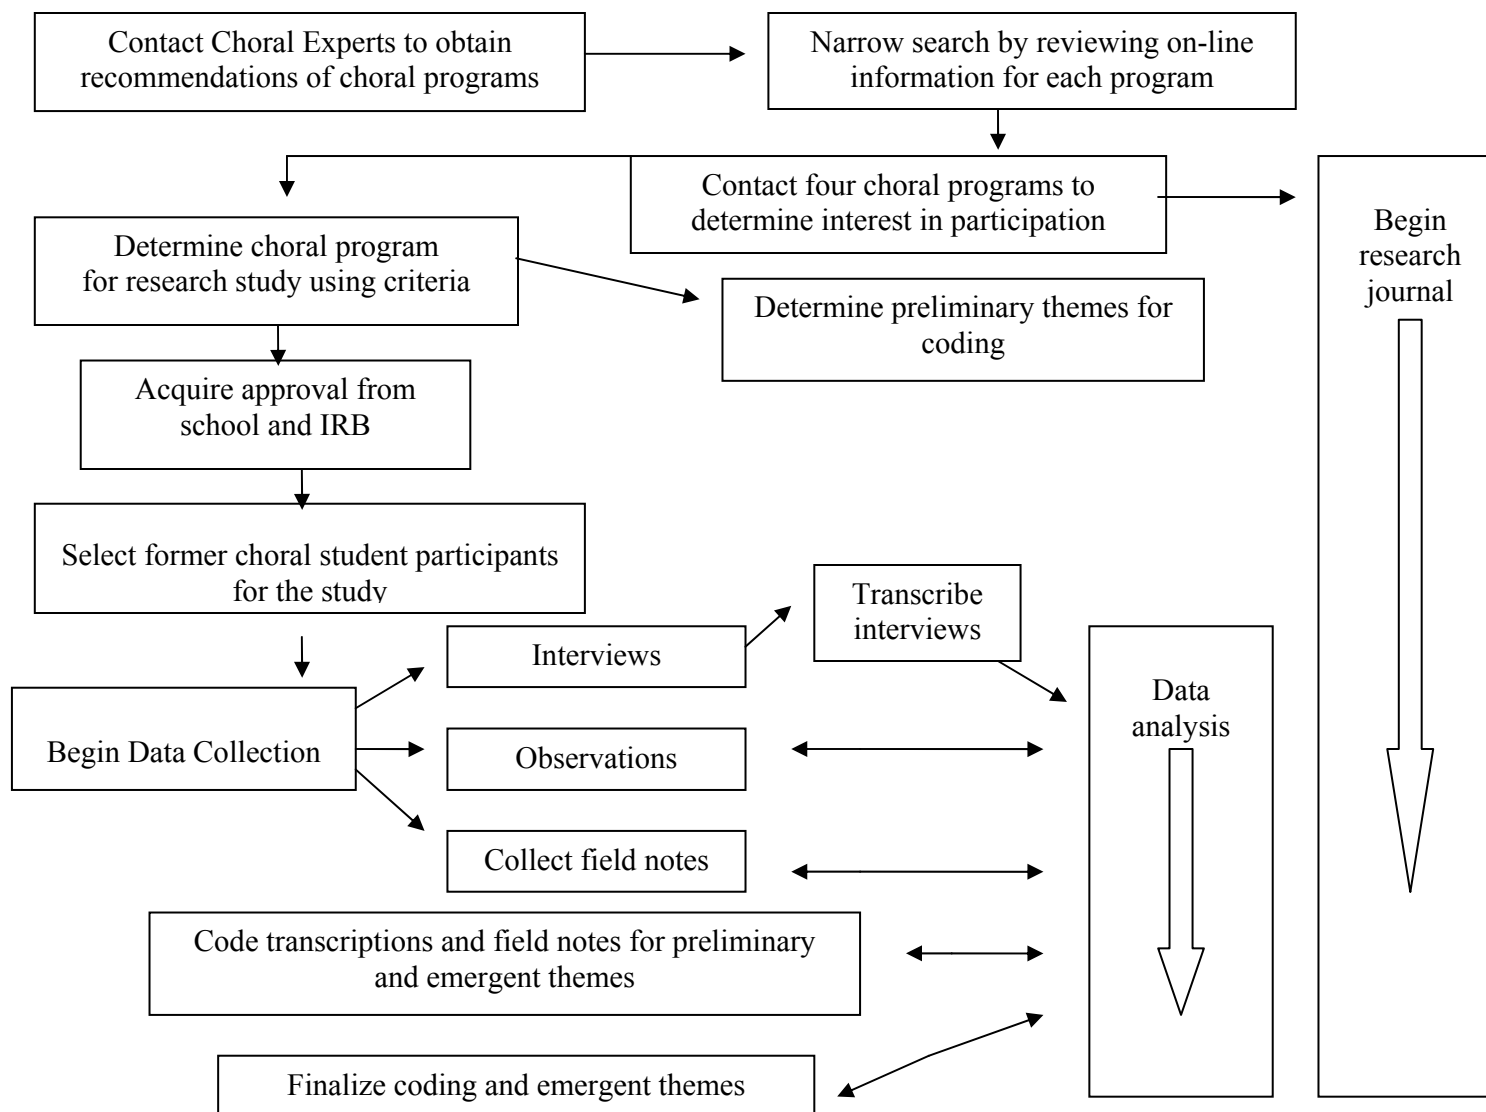 Contact Choral Experts to obtain
recommendations of choral programs
Narrow search by reviewing on-line
information for each program
Contact four choral programs to
determine interest in participation
Begin
research
journal
Determine choral program
for research study using criteria
Determine preliminary themes for
coding
Acquire approval from
school and IRB
Select former choral student participants
for the study
Transcribe
interviews
Interviews
Data
analysis
Begin Data Collection
Observations
Collect field notes
Code transcriptions and field notes for preliminary
and emergent themes
Finalize coding and emergent themes